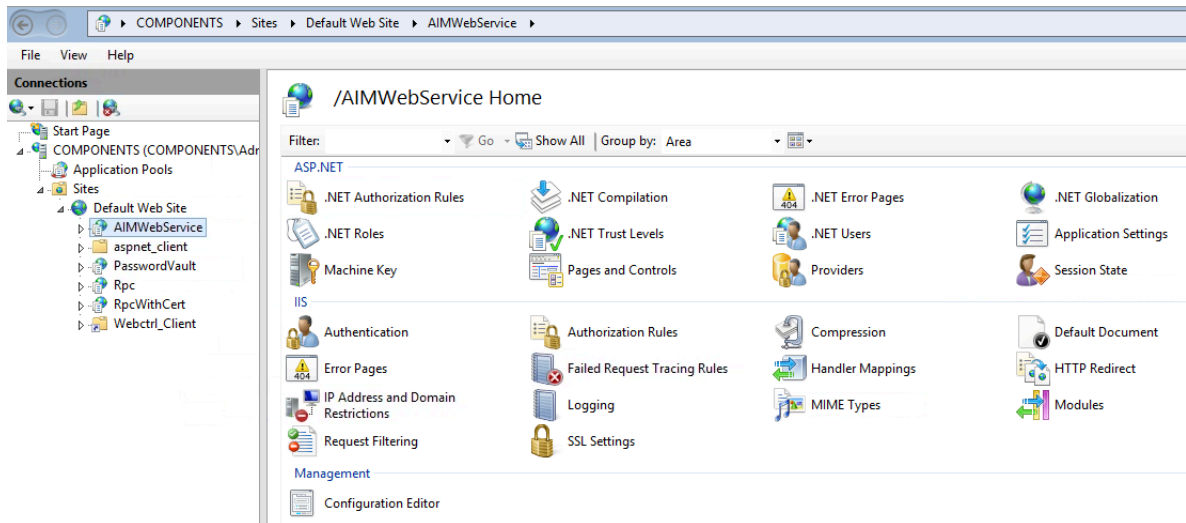 COMPONENTS Sites Default Web Site AIMWebService
File View Help
Connections
/AIMWebService Home
Filter: Go Show All Group by: Area
Start Page
COMPONENTS (COMPONENTS\Adr
Application Pools
Sites
Default Web Site
AIMWebService
aspnet_client
PasswordVault
Rpc
RpcWithCert
Webctrl_Client
ASP.NET
.NET Authorization Rules .NET Compilation .NET Error Pages .NET Globalization
404
.NET Roles .NET Trust Levels .NET Users Application Settings
Machine Key Pages and Controls Providers Session State
IIS
Authentication Authorization Rules Compression Default Document
Error Pages Failed Request Tracing Rules Handler Mappings HTTP Redirect
404
IP Address and Domain
Restrictions Logging MIME Types Modules
Request Filtering SSL Settings
Management
Configuration Editor